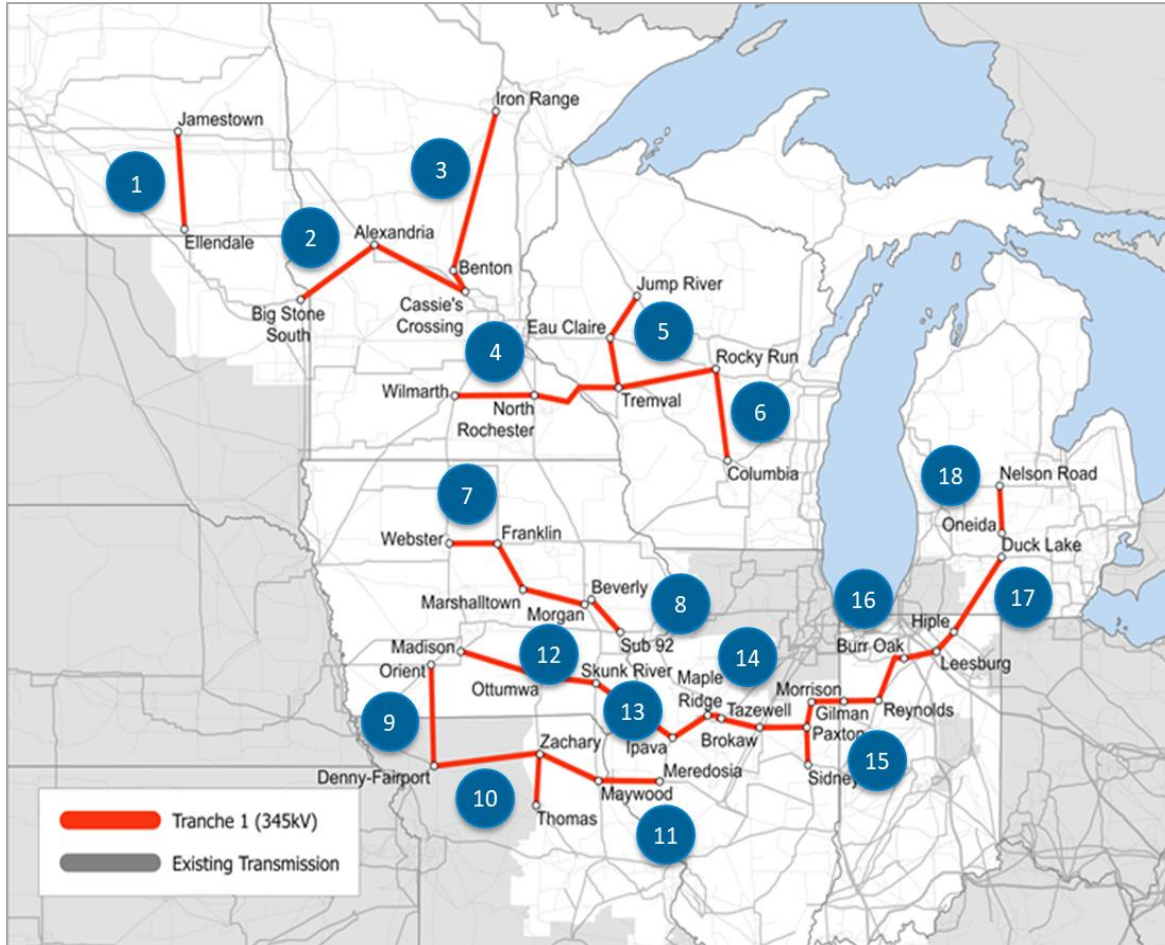 Iron Range
Jamestown
3
1
2
Alexandria
Ellendale
Benton
Jump River
Big Stone
South
Cassie's
Crossing
Eau Claire
5
4
Rocky Run
Wilmarth
North
Rochester
Tremval
6
Columbia
18
Nelson Road
7
Webster
Franklin
Oneida
Duck Lake
Beverly
Marshalltown
Morgan
8
16
17
Hiple
Madison
Sub 92
Burr Oak
Leesburg
Orient
12
14
Skunk River
Maple
Ridge
Ottumwa
Morrison
9
13
Tazewell
Gilman
Reynolds
Ipava
Brokaw
Paxton
Zachary
15
Denny-Fairport
Meredosia
Sidney
10
Maywood
Thomas
11
Tranche 1 (345kV)
Existing Transmission